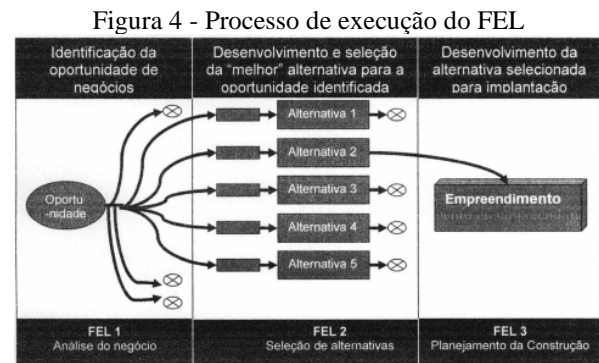 Figura 4 - Processo de execução do FEL
Identificação da
oportunidade de
negócios
Desenvolvimento e seleção
da "melhor" alternativa para a
oportunidade identificada
Desenvolvimento da
alternativa selecionada
para implantação
Oportu
-nidade
Alternativa 1
Alternativa 2
Alternativa 3
Alternativa 4
Alternativa 5
Empreendimento
FEL 1
Análise do negócio
FEL 2
Seleção de alternativas
FEL 3
Planejamento da Construção